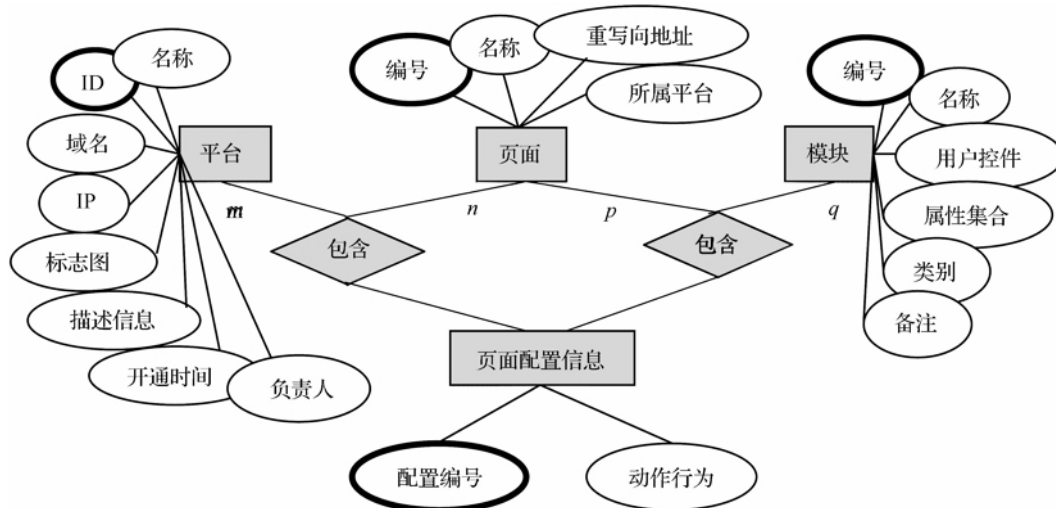 名称
ID
域名
IP
标志图
描述信息
开通时间
负责人
平台
编号
名称
重写向地址
所属平台
页面
编号
名称
用户控件
属性集合
类别
备注
模块
m
n
p
q
包含
包含
页面配置信息
配置编号
动作行为